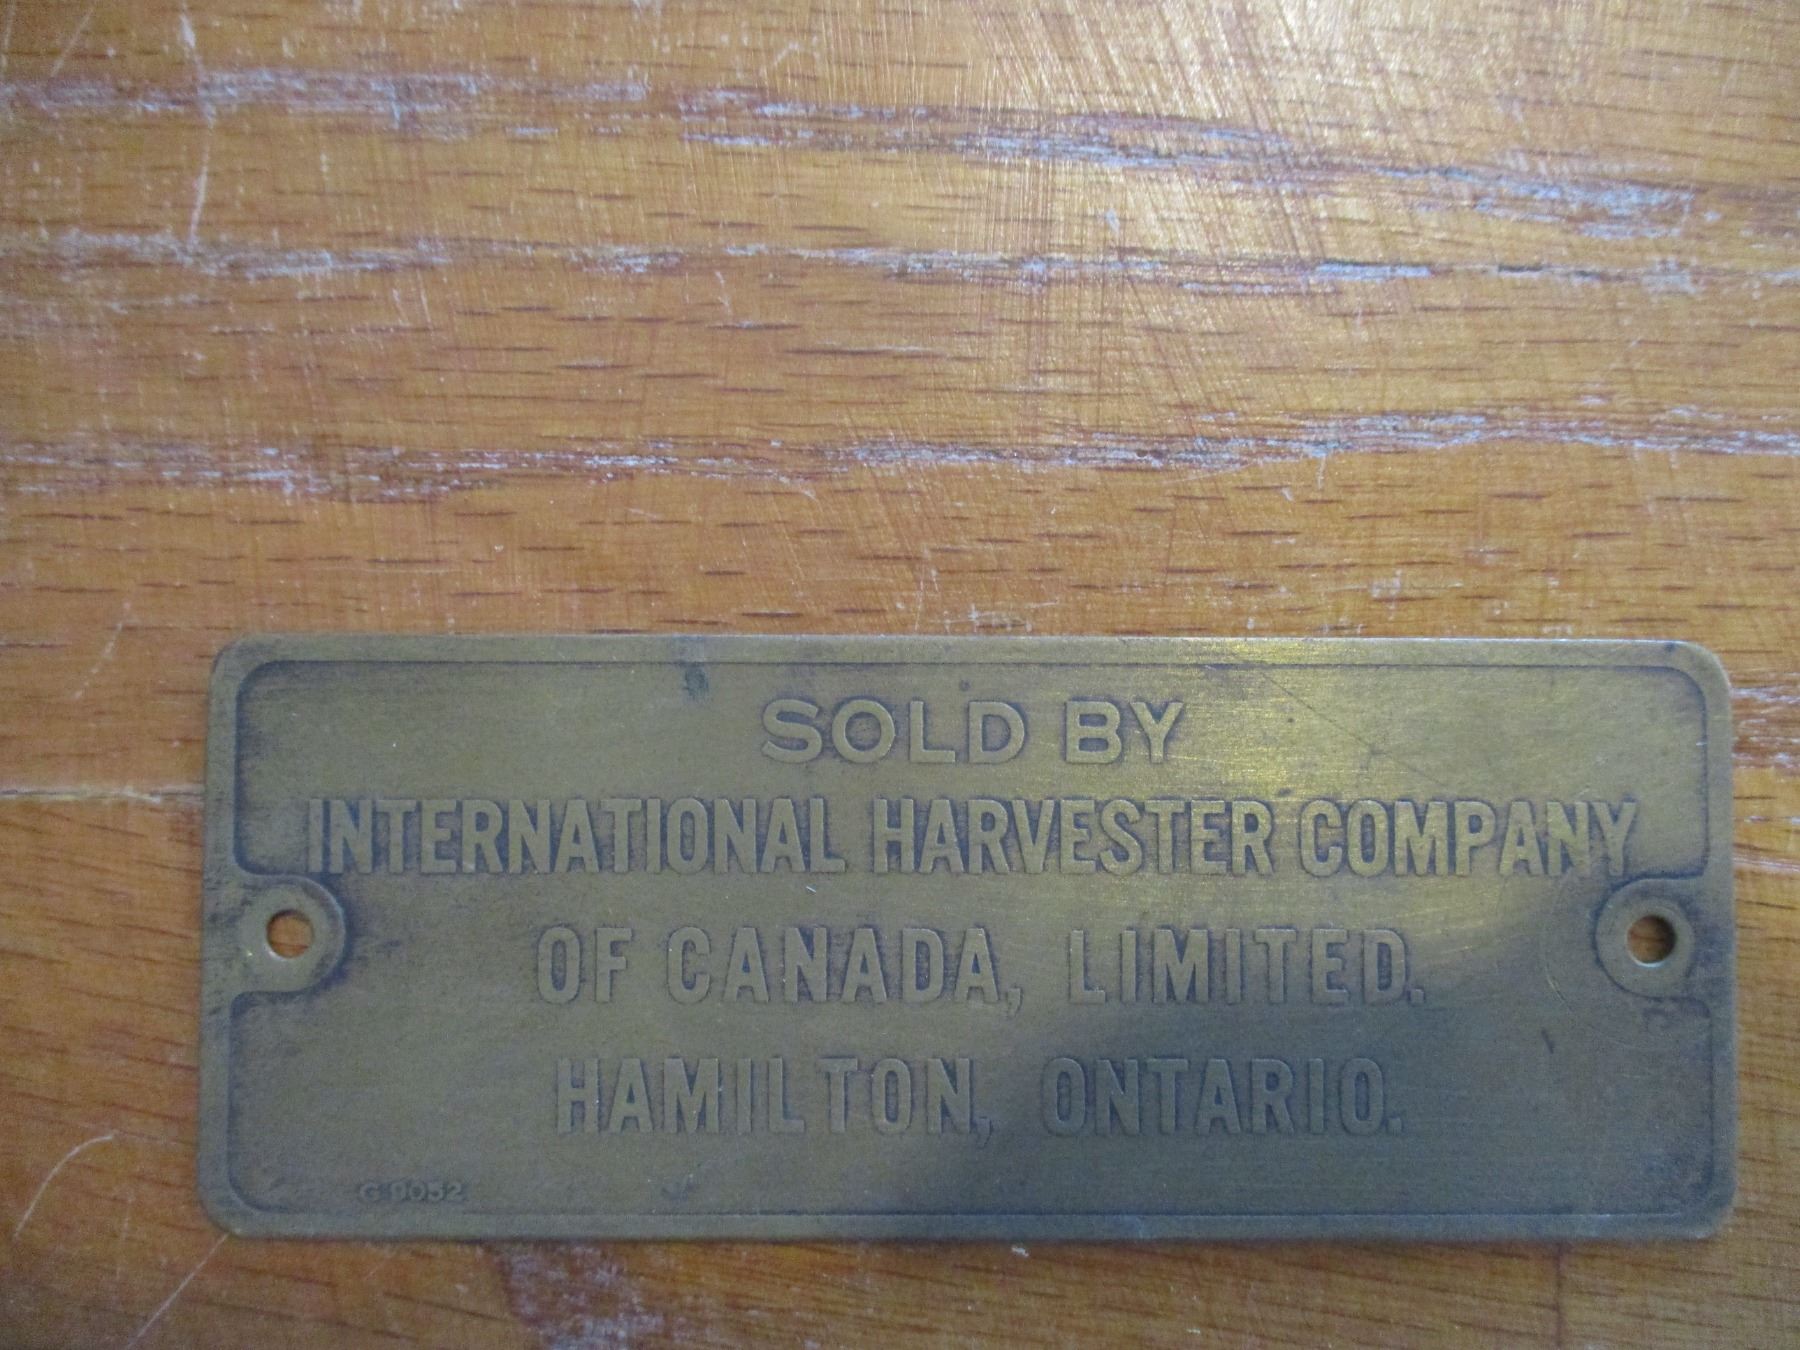 SOLD BY
INTERNATIONAL HARVESTER COMPANY
OF CANADA, LIMITED.
HAMILTON, ONTARIO.
G 9052